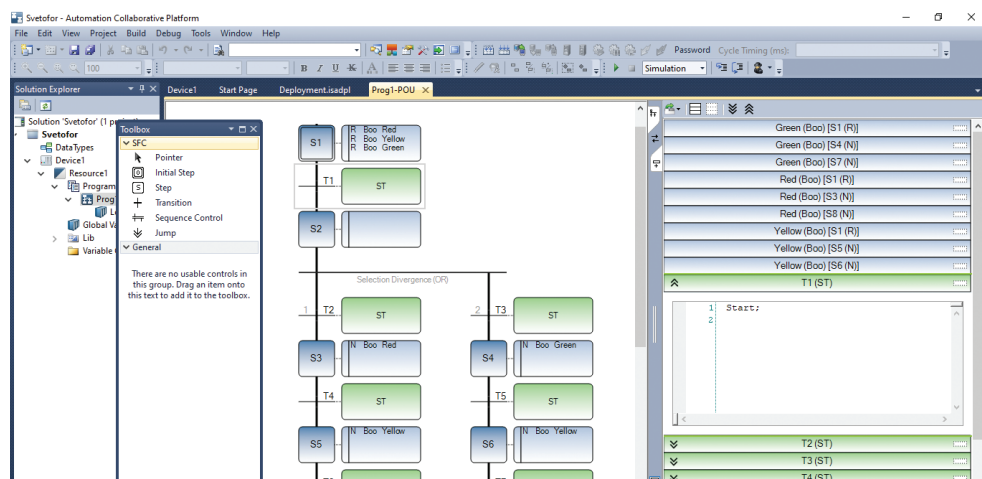 Svetofor - Automation Collaborative Platform
File Edit View Project Build Debug Tools Window Help
Password Cycle Timing (ms):
100 B I U Simulation
Solution Explorer
Device1 Start Page Deployment.isadpl Prog1-POU
Solution 'Svetofor' (1 p
Svetofor
DataTypes
Device1
Resource1
Program
Prog
Global Va
Lib
Variable
Toolbox
SFC
Pointer
Initial Step
S Step
Transition
Sequence Control
Jump
General
There are no usable controls in
this group. Drag an item onto
this text to add it to the toolbox.
S1
R Boo Red
R Boo Yellow
R Boo Green
T1 ST
S2
Selection Divergence (OR)
1 T2 ST 2 T3 ST
S3 N Boo Red S4 N Boo Green
T4 ST T5 ST
S5 N Boo Yellow S6 N Boo Yellow
Green (Boo) [S1 (R)]
Green (Boo) [S4 (N)]
Green (Boo) [S7 (N)]
Red (Boo) [S1 (R)]
Red (Boo) [S3 (N)]
Red (Boo) [S8 (N)]
Yellow (Boo) [S1 (R)]
Yellow (Boo) [S5 (N)]
Yellow (Boo) [S6 (N)]
T1 (ST)
1 Start;
2
T2 (ST)
T3 (ST)
T4 (ST)